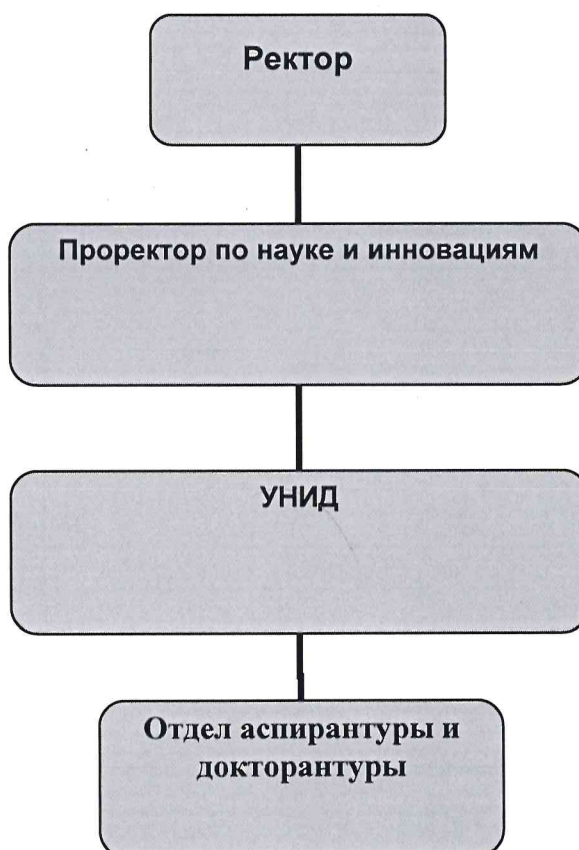 Ректор
Проректор по науке и инновациям
УНИД
Отдел аспирантуры и
докторантуры